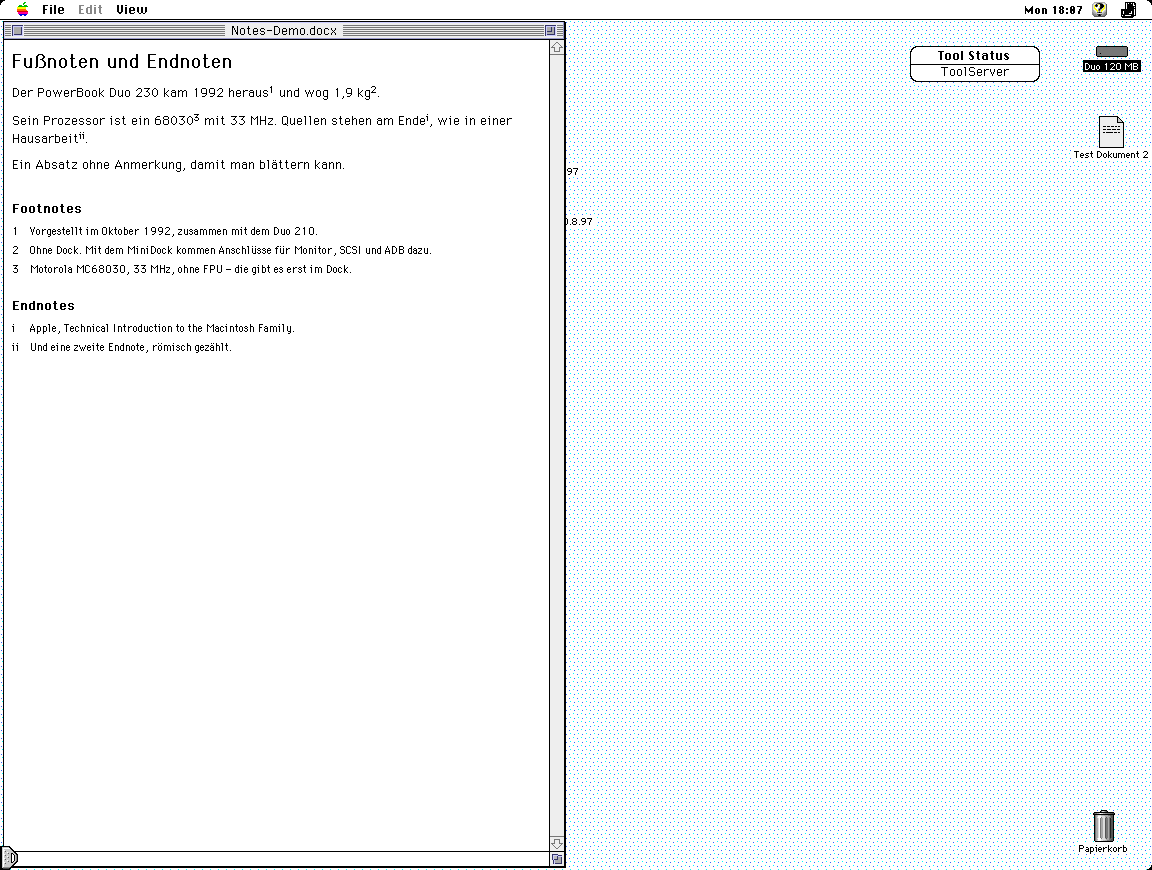 File Edit View
Mon 18:07
Notes-Demo.docx
Fußnoten und Endnoten
Der PowerBook Duo 230 kam 1992 heraus¹ und wog 1,9 kg².
Sein Prozessor ist ein 68030³ mit 33 MHz. Quellen stehen am Endeⁱ, wie in einer
Hausarbeitⁱⁱ.
Ein Absatz ohne Anmerkung, damit man blättern kann.
Footnotes
1 Vorgestellt im Oktober 1992, zusammen mit dem Duo 210.
2 Ohne Dock. Mit dem MiniDock kommen Anschlüsse für Monitor, SCSI und ADB dazu.
3 Motorola MC68030, 33 MHz, ohne FPU – die gibt es erst im Dock.
Endnotes
i Apple, Technical Introduction to the Macintosh Family.
ii Und eine zweite Endnote, römisch gezählt.
97
.8.97
Tool Status
ToolServer
Duo 120 MB
Test Dokument 2
Papierkorb